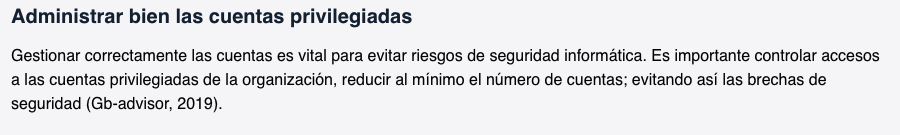 Administrar bien las cuentas privilegiadas
Gestionar correctamente las cuentas es vital para evitar riesgos de seguridad informática. Es importante controlar accesos
a las cuentas privilegiadas de la organización, reducir al mínimo el número de cuentas; evitando así las brechas de
seguridad (Gb-advisor, 2019).